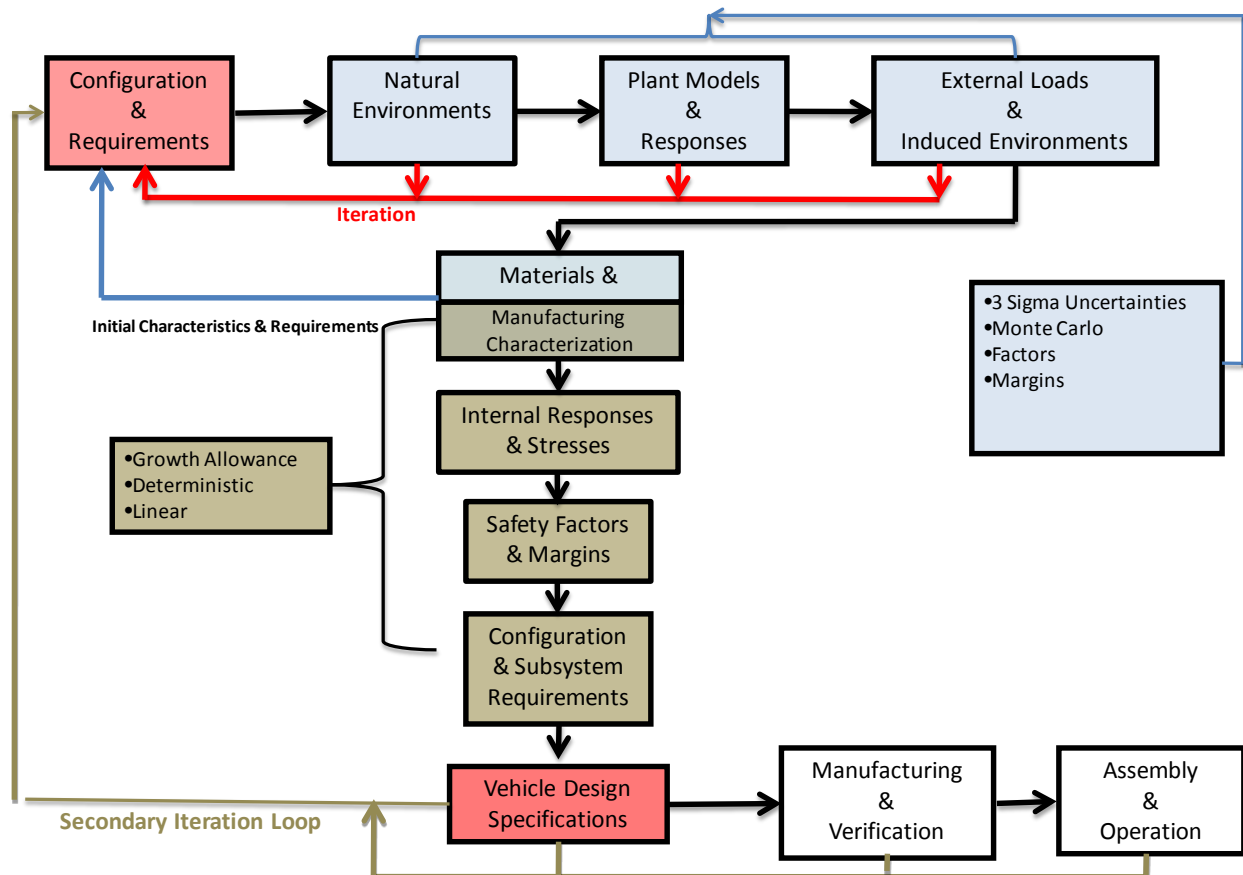 Configuration
&
Requirements
Natural
Environments
Plant Models
&
Responses
External Loads
&
Induced Environments
Iteration
Materials &
Manufacturing
Characterization
Initial Characteristics & Requirements
•3 Sigma Uncertainties
•Monte Carlo
•Factors
•Margins
Internal Responses
& Stresses
•Growth Allowance
•Deterministic
•Linear
Safety Factors
& Margins
Configuration
& Subsystem
Requirements
Vehicle Design
Specifications
Manufacturing
&
Verification
Assembly
&
Operation
Secondary Iteration Loop